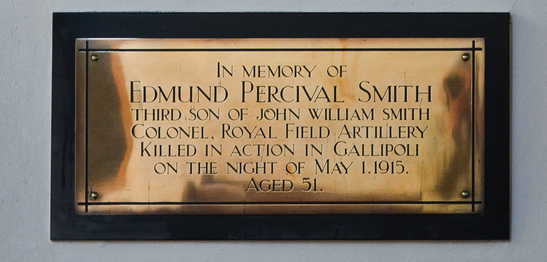 IN MEMORY OF
EDMUND PERCIVAL SMITH
THIRD SON OF JOHN WILLIAM SMITH
COLONEL, ROYAL FIELD ARTILLERY
KILLED IN ACTION IN GALLIPOLI
ON THE NIGHT OF MAY 1.1915.
AGED 51.